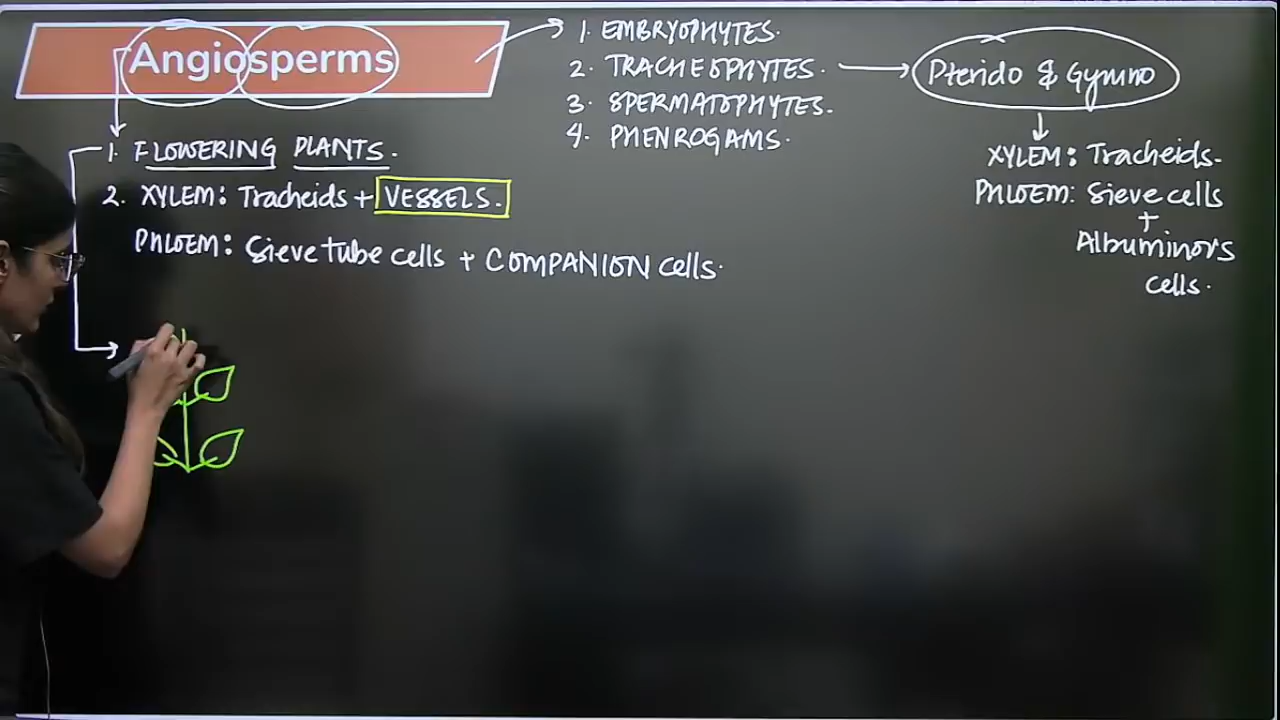 Angiosperms
1. EMBRYOPHYTES.
2. TRACHEOPHYTES.
3. SPERMATOPHYTES.
4. PHENROGAMS.
Pterido & Gymno
XYLEM: Tracheids.
PHLOEM: Sieve cells
+
Albuminors
cells.
1. FLOWERING PLANTS.
2. XYLEM: Tracheids + VESSELS.
PHLOEM: Sieve tube cells + COMPANION cells.